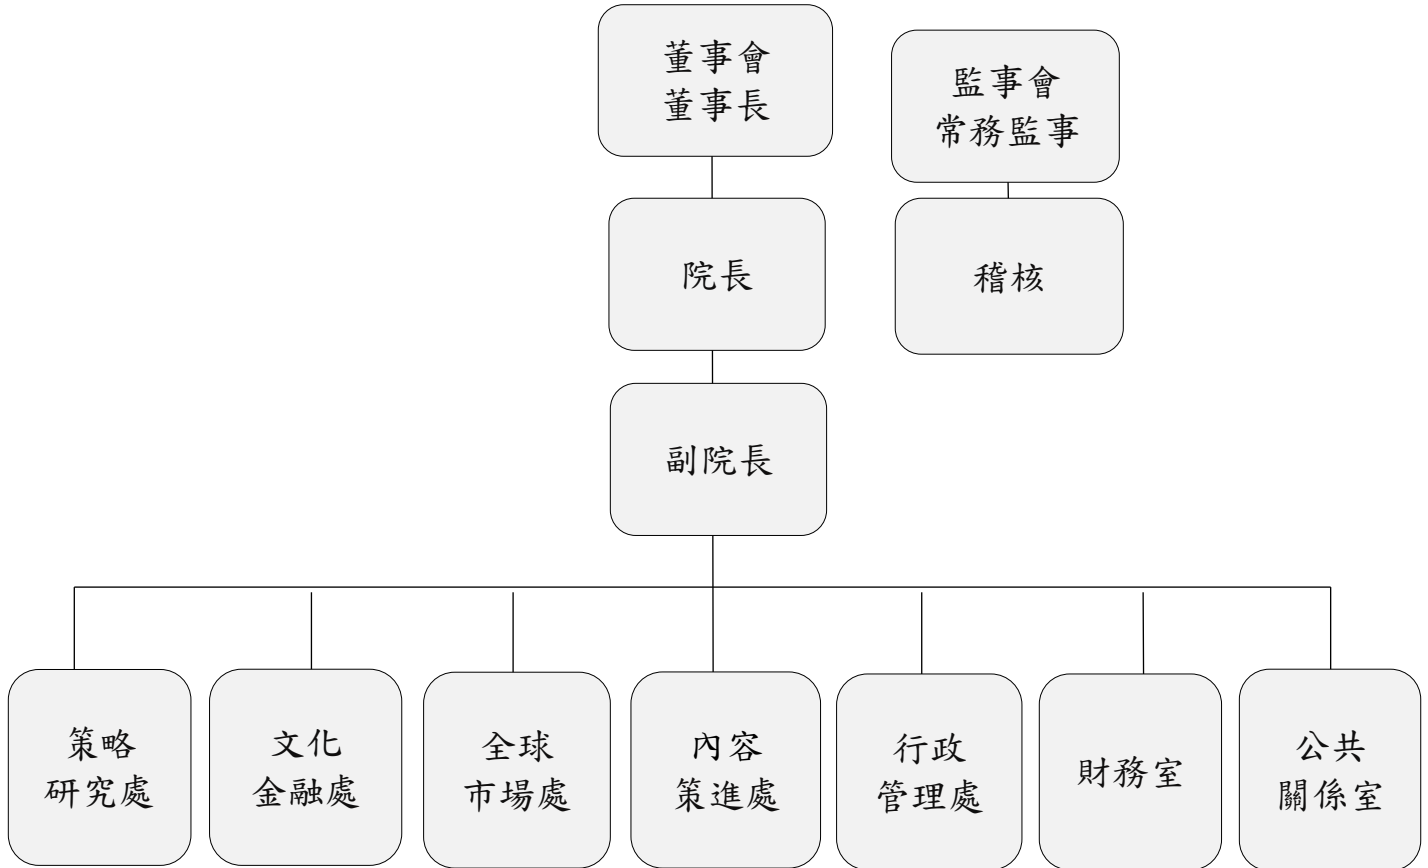 董事會
董事長
監事會
常務監事
院長
稽核
副院長
策略
研究處
文化
金融處
全球
市場處
內容
策進處
行政
管理處
財務室
公共
關係室